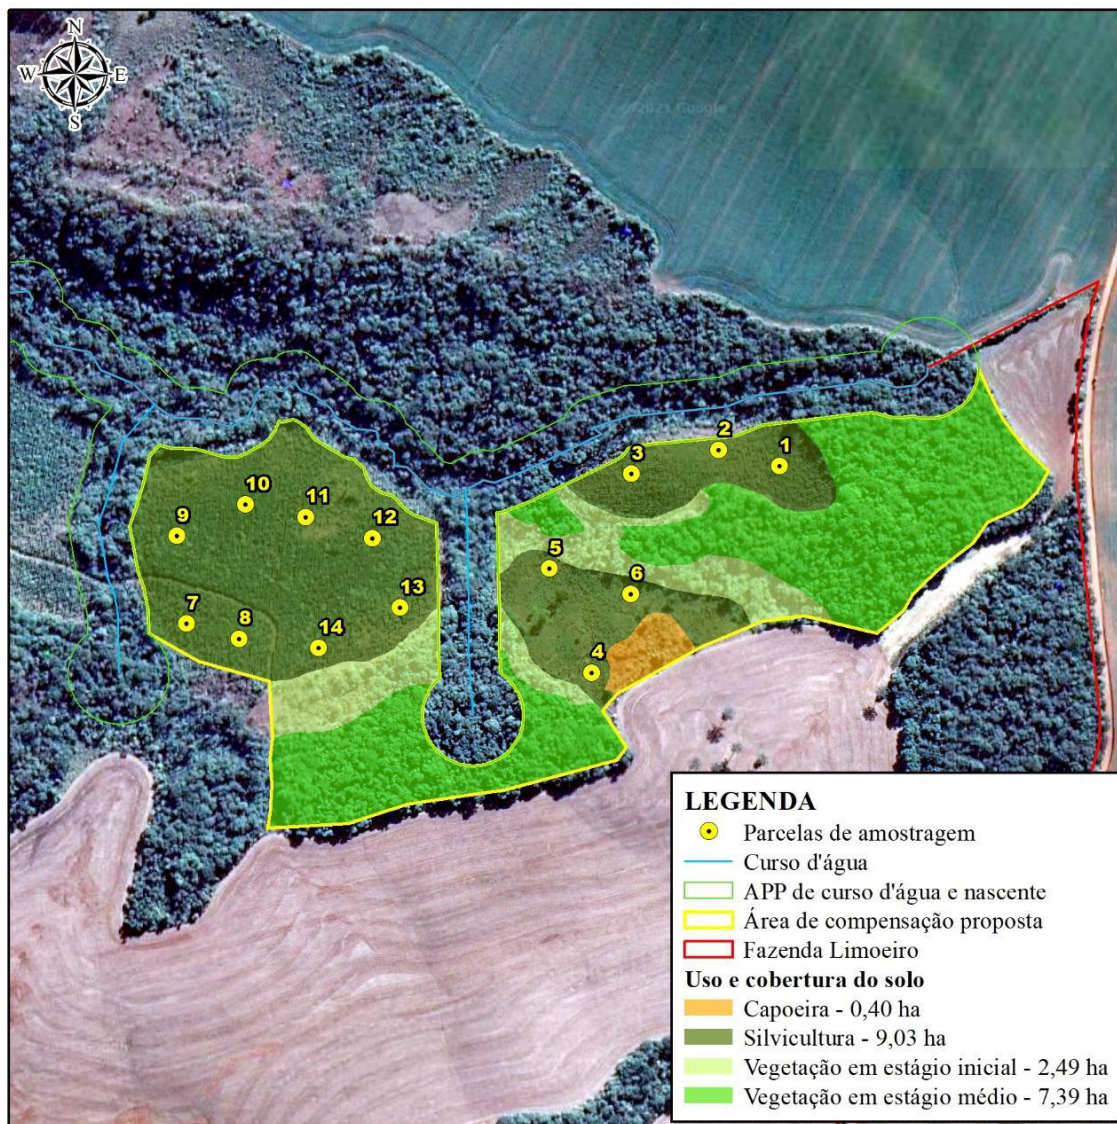 N
W E
S
2023 Google
2
1
3
10
11
9
12
5
6
13
7
8
14
4
LEGENDA
Parcelas de amostragem
Curso d'água
APP de curso d'água e nascente
Área de compensação proposta
Fazenda Limoeiro
Uso e cobertura do solo
Capoeira - 0,40 ha
Silvicultura - 9,03 ha
Vegetação em estágio inicial - 2,49 ha
Vegetação em estágio médio - 7,39 ha